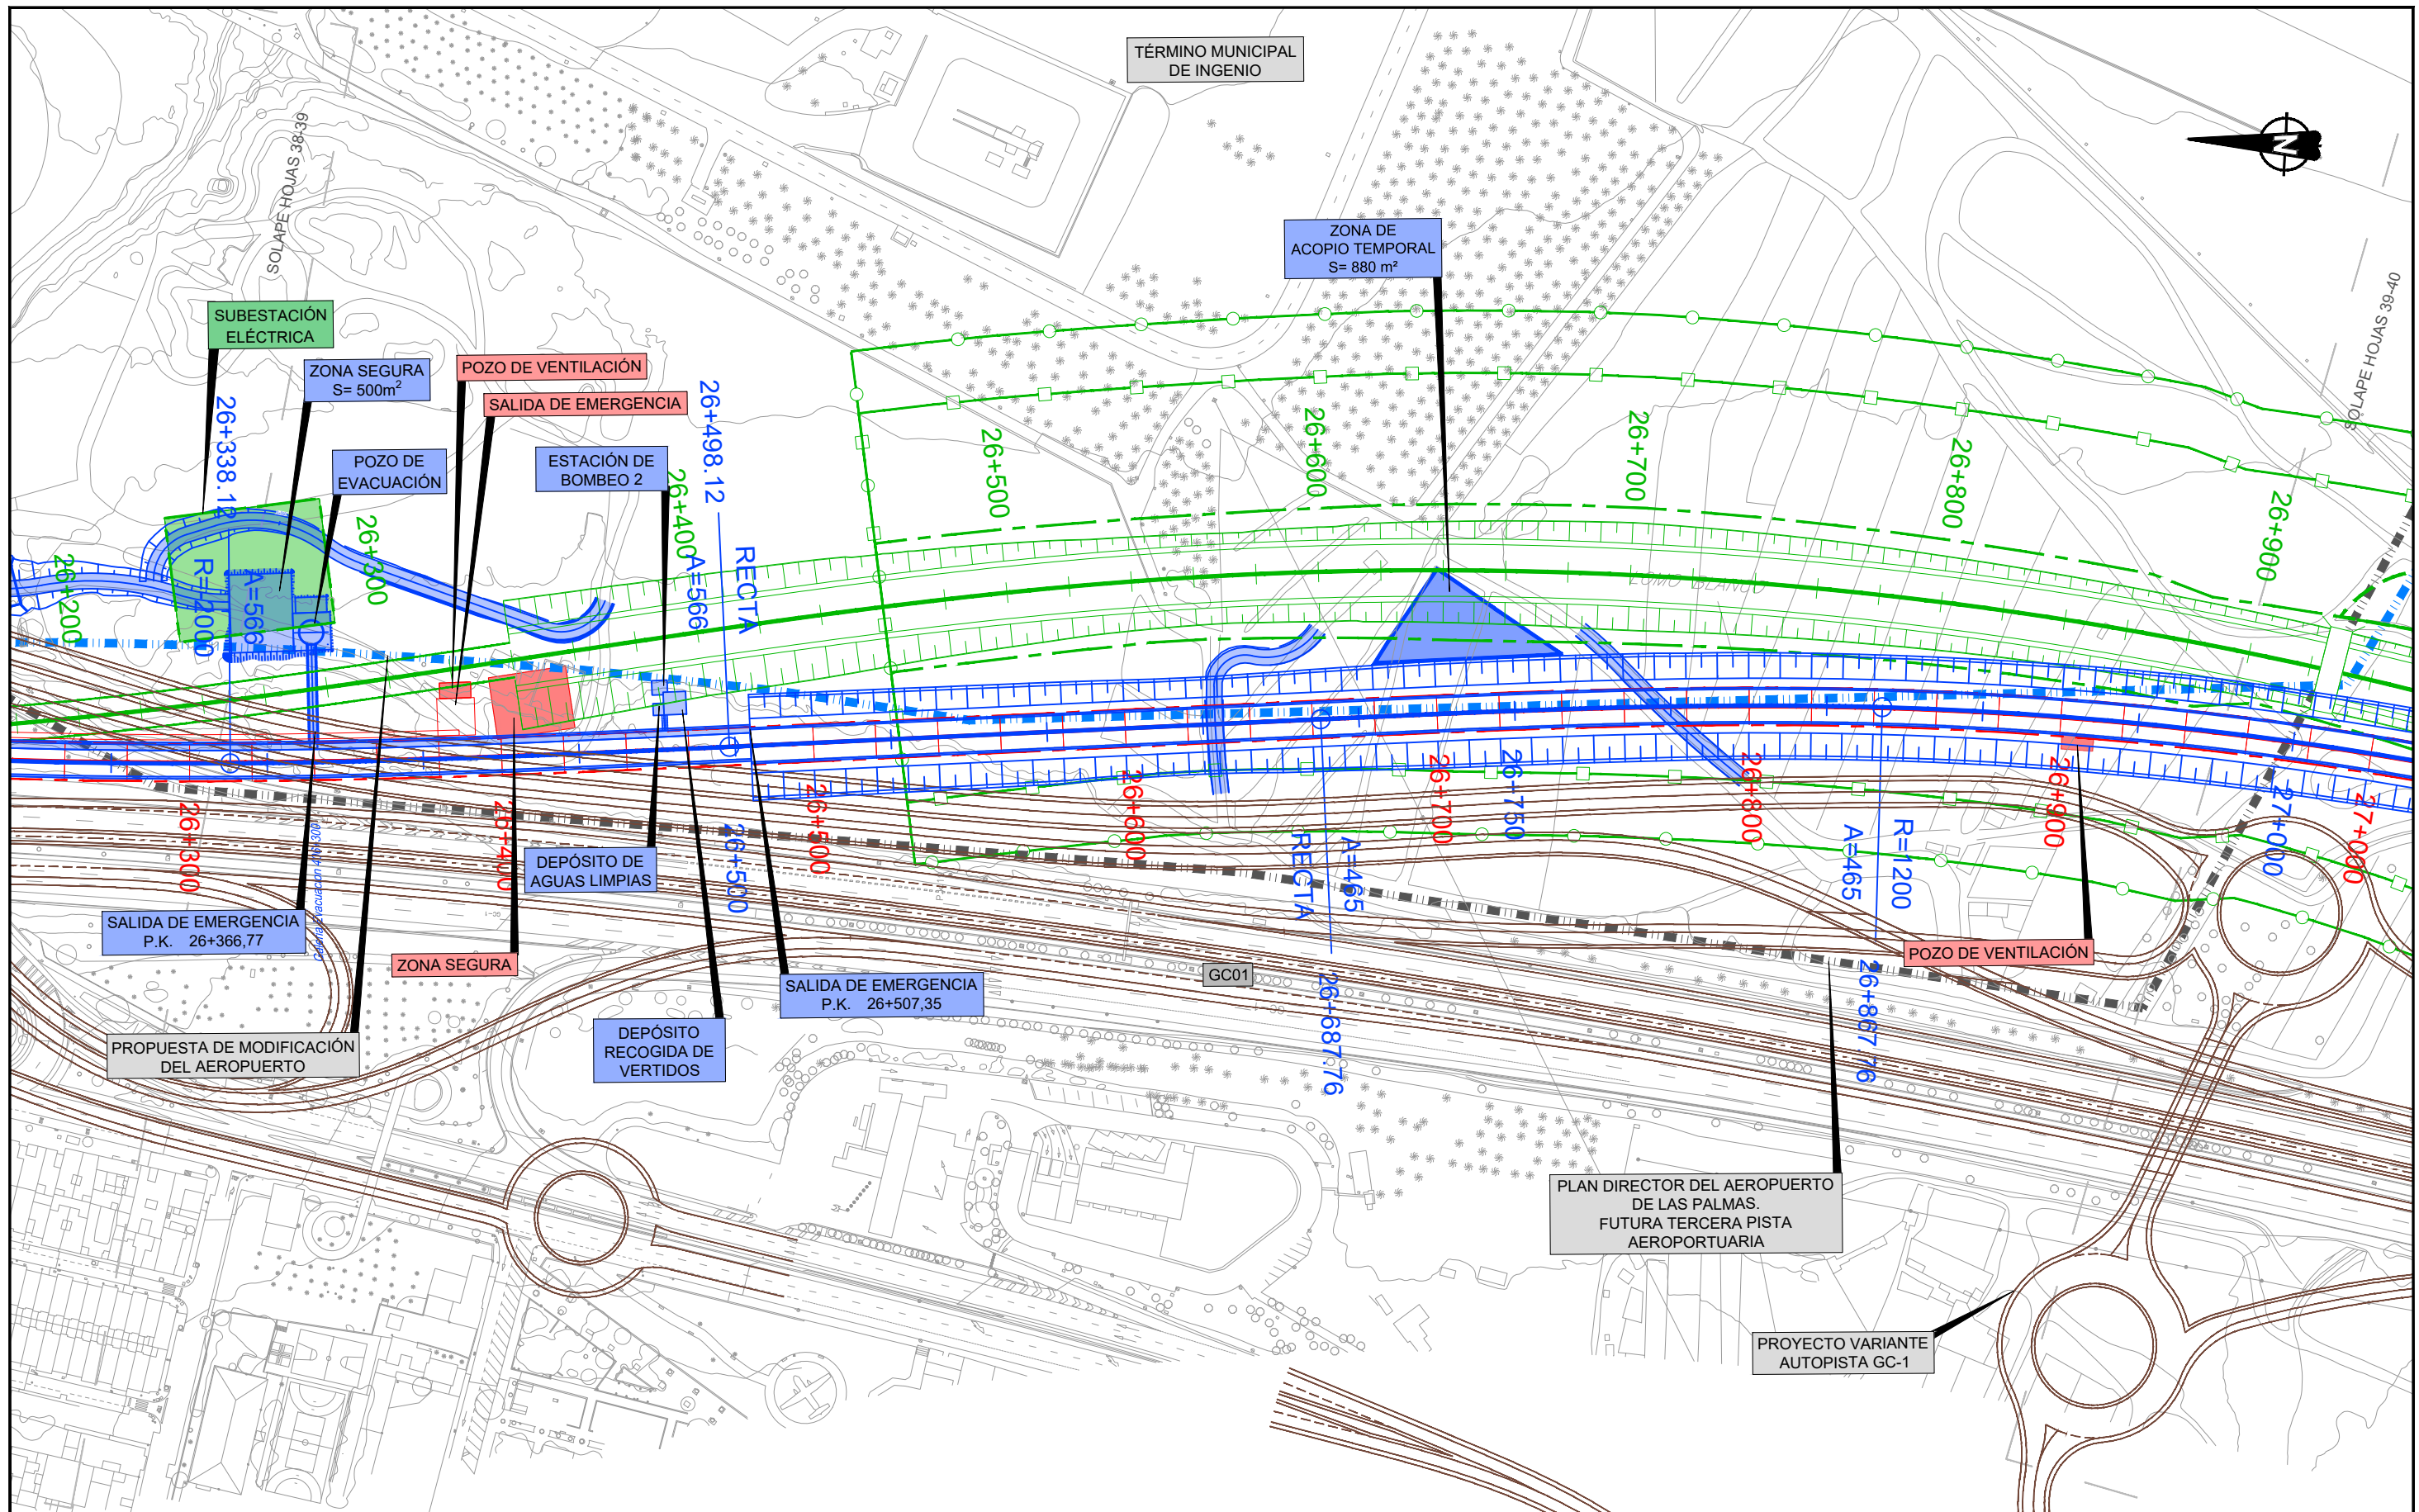 TÉRMINO MUNICIPAL
DE INGENIO
SOLAPE HOJAS 38-39
ZONA DE
ACOPIO TEMPORAL
S= 880 m²
SOLAPE HOJAS 39-40
SUBESTACIÓN
ELÉCTRICA
ZONA SEGURA
S= 500m²
POZO DE VENTILACIÓN
SALIDA DE EMERGENCIA
POZO DE
EVACUACIÓN
ESTACIÓN DE
BOMBEO 2
26+338.12
26+498.12
26+200
26+300
26+400
26+500
26+600
26+700
26+800
26+900
A=566
A=566
RECTA
LOMO BLANCO
N
26+300
26+400
26+500
26+600
26+700
26+800
26+900
27+000
26+500
26+750
27+000
RECTA
A=465
A=465
R=1200
26+687.76
26+867.76
DEPÓSITO DE
AGUAS LIMPIAS
SALIDA DE EMERGENCIA
P.K. 26+366,77
ZONA SEGURA
SALIDA DE EMERGENCIA
P.K. 26+507,35
GC01
POZO DE VENTILACIÓN
DEPÓSITO
RECOGIDA DE
VERTIDOS
PROPUESTA DE MODIFICACIÓN
DEL AEROPUERTO
PLAN DIRECTOR DEL AEROPUERTO
DE LAS PALMAS.
FUTURA TERCERA PISTA
AEROPORTUARIA
PROYECTO VARIANTE
AUTOPISTA GC-1